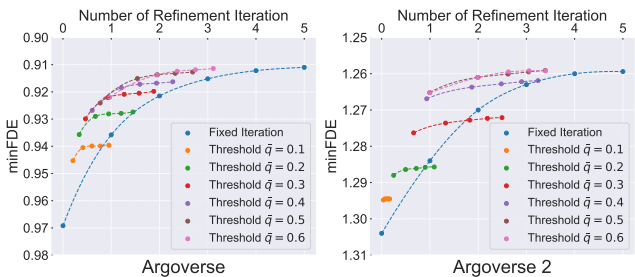 Number of Refinement Iteration
0 1 2 3 4 5
0.90
0.91
0.92
0.93
0.94
0.95
0.96
0.97
0.98
minFDE
Fixed Iteration
Threshold q̄ = 0.1
Threshold q̄ = 0.2
Threshold q̄ = 0.3
Threshold q̄ = 0.4
Threshold q̄ = 0.5
Threshold q̄ = 0.6
Argoverse
Number of Refinement Iteration
0 1 2 3 4 5
1.25
1.26
1.27
1.28
1.29
1.30
1.31
minFDE
Fixed Iteration
Threshold q̄ = 0.1
Threshold q̄ = 0.2
Threshold q̄ = 0.3
Threshold q̄ = 0.4
Threshold q̄ = 0.5
Threshold q̄ = 0.6
Argoverse 2